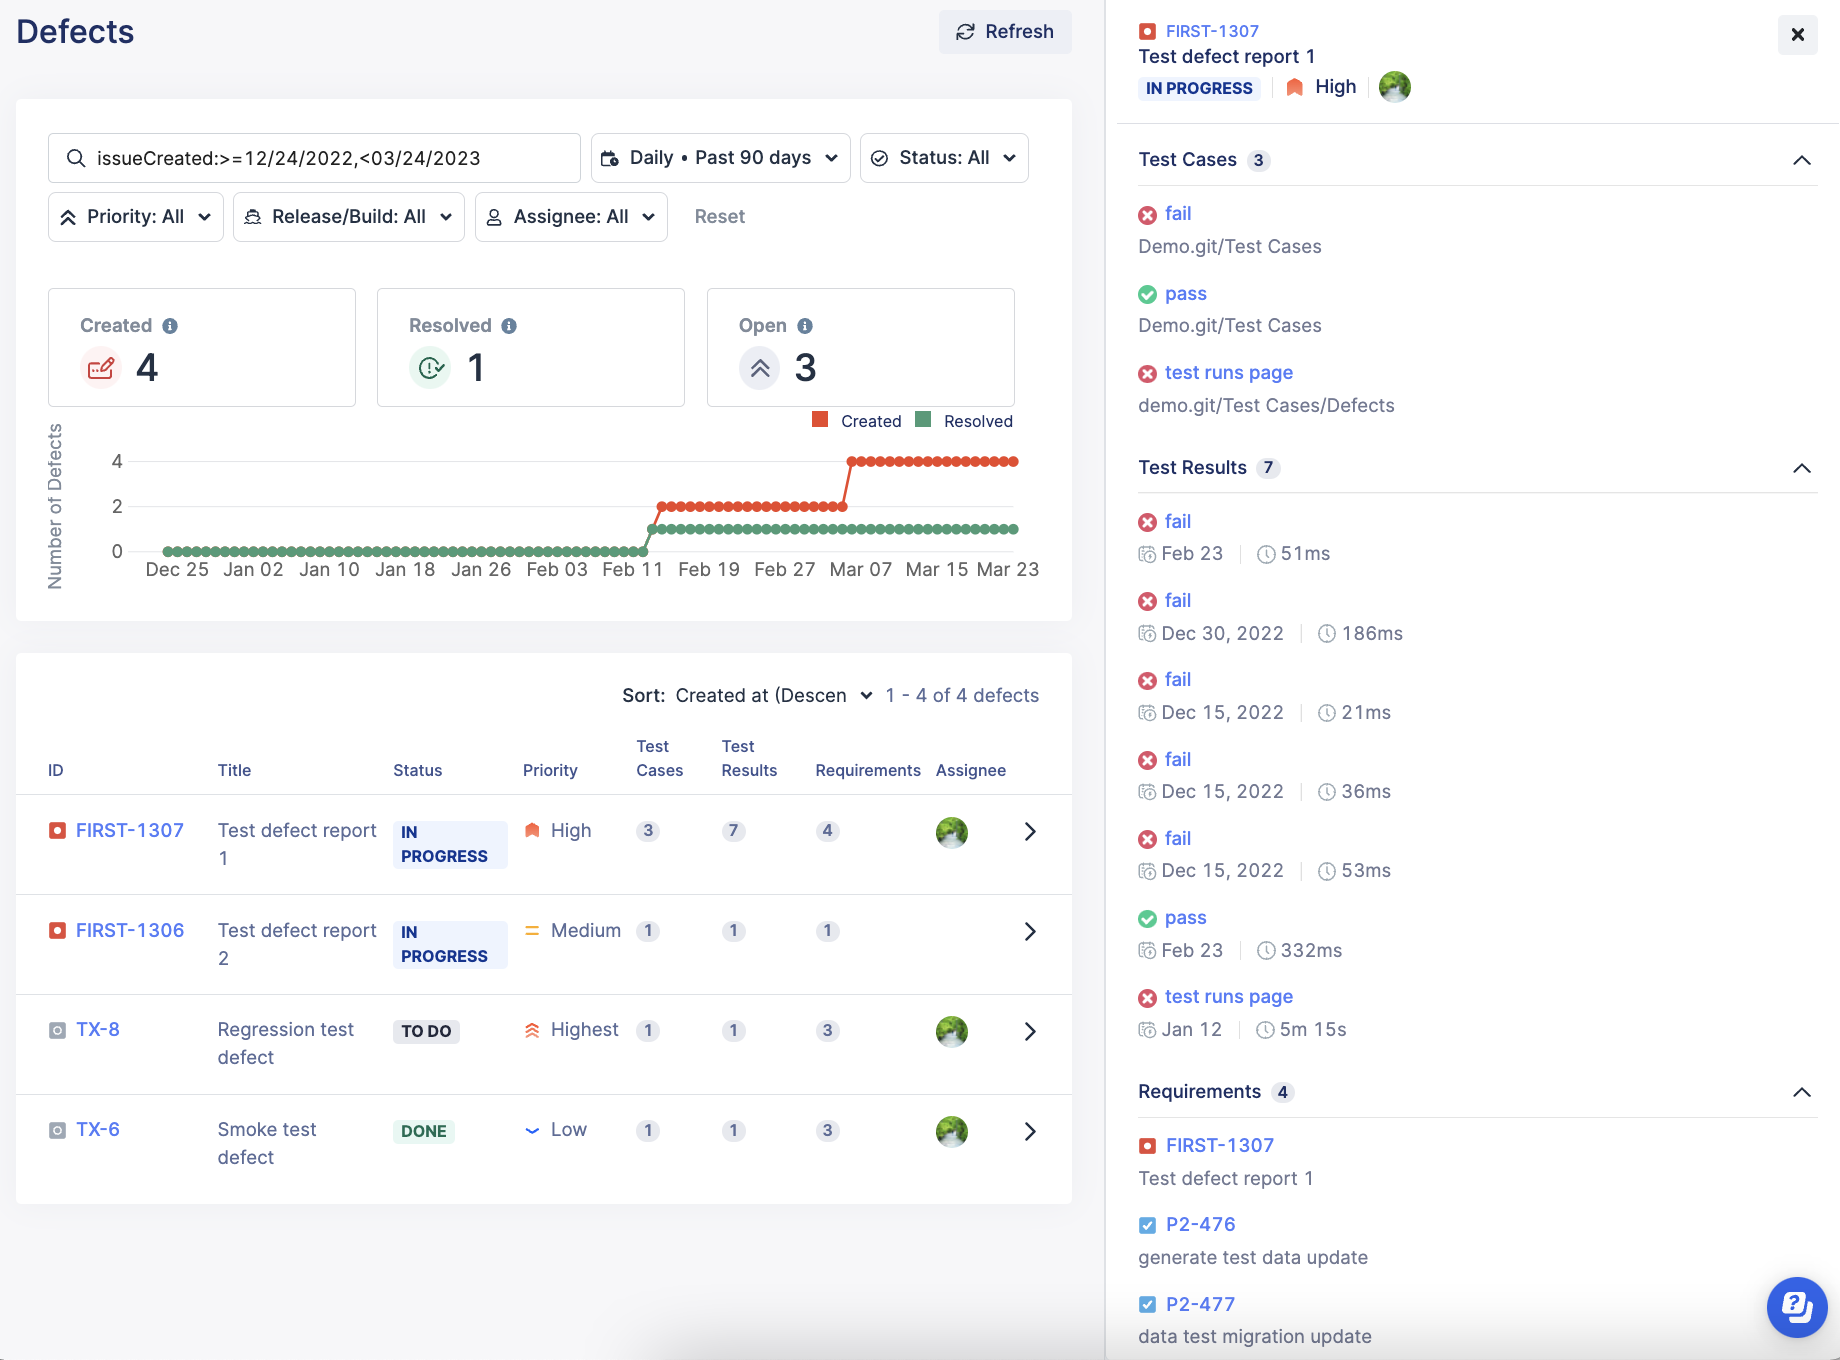 Defects
Refresh
issueCreated:>=12/24/2022,<03/24/2023
Daily • Past 90 days
Status: All
Priority: All
Release/Build: All
Assignee: All
Reset
Created
4
Resolved
1
Open
3
Created
Resolved
Number of Defects
4
2
0
Dec 25 Jan 02 Jan 10 Jan 18 Jan 26 Feb 03 Feb 11 Feb 19 Feb 27 Mar 07 Mar 15 Mar 23
Sort: Created at (Descen 1 - 4 of 4 defects
ID Title Status Priority Test Cases Test Results Requirements Assignee
FIRST-1307 Test defect report 1 IN PROGRESS High 3 7 4
FIRST-1306 Test defect report 2 IN PROGRESS Medium 1 1 1
TX-8 Regression test defect TO DO Highest 1 1 3
TX-6 Smoke test defect DONE Low 1 1 3
FIRST-1307
Test defect report 1
IN PROGRESS High
Test Cases 3
fail
Demo.git/Test Cases
pass
Demo.git/Test Cases
test runs page
demo.git/Test Cases/Defects
Test Results 7
fail
Feb 23 51ms
fail
Dec 30, 2022 186ms
fail
Dec 15, 2022 21ms
fail
Dec 15, 2022 36ms
fail
Dec 15, 2022 53ms
pass
Feb 23 332ms
test runs page
Jan 12 5m 15s
Requirements 4
FIRST-1307
Test defect report 1
P2-476
generate test data update
P2-477
data test migration update